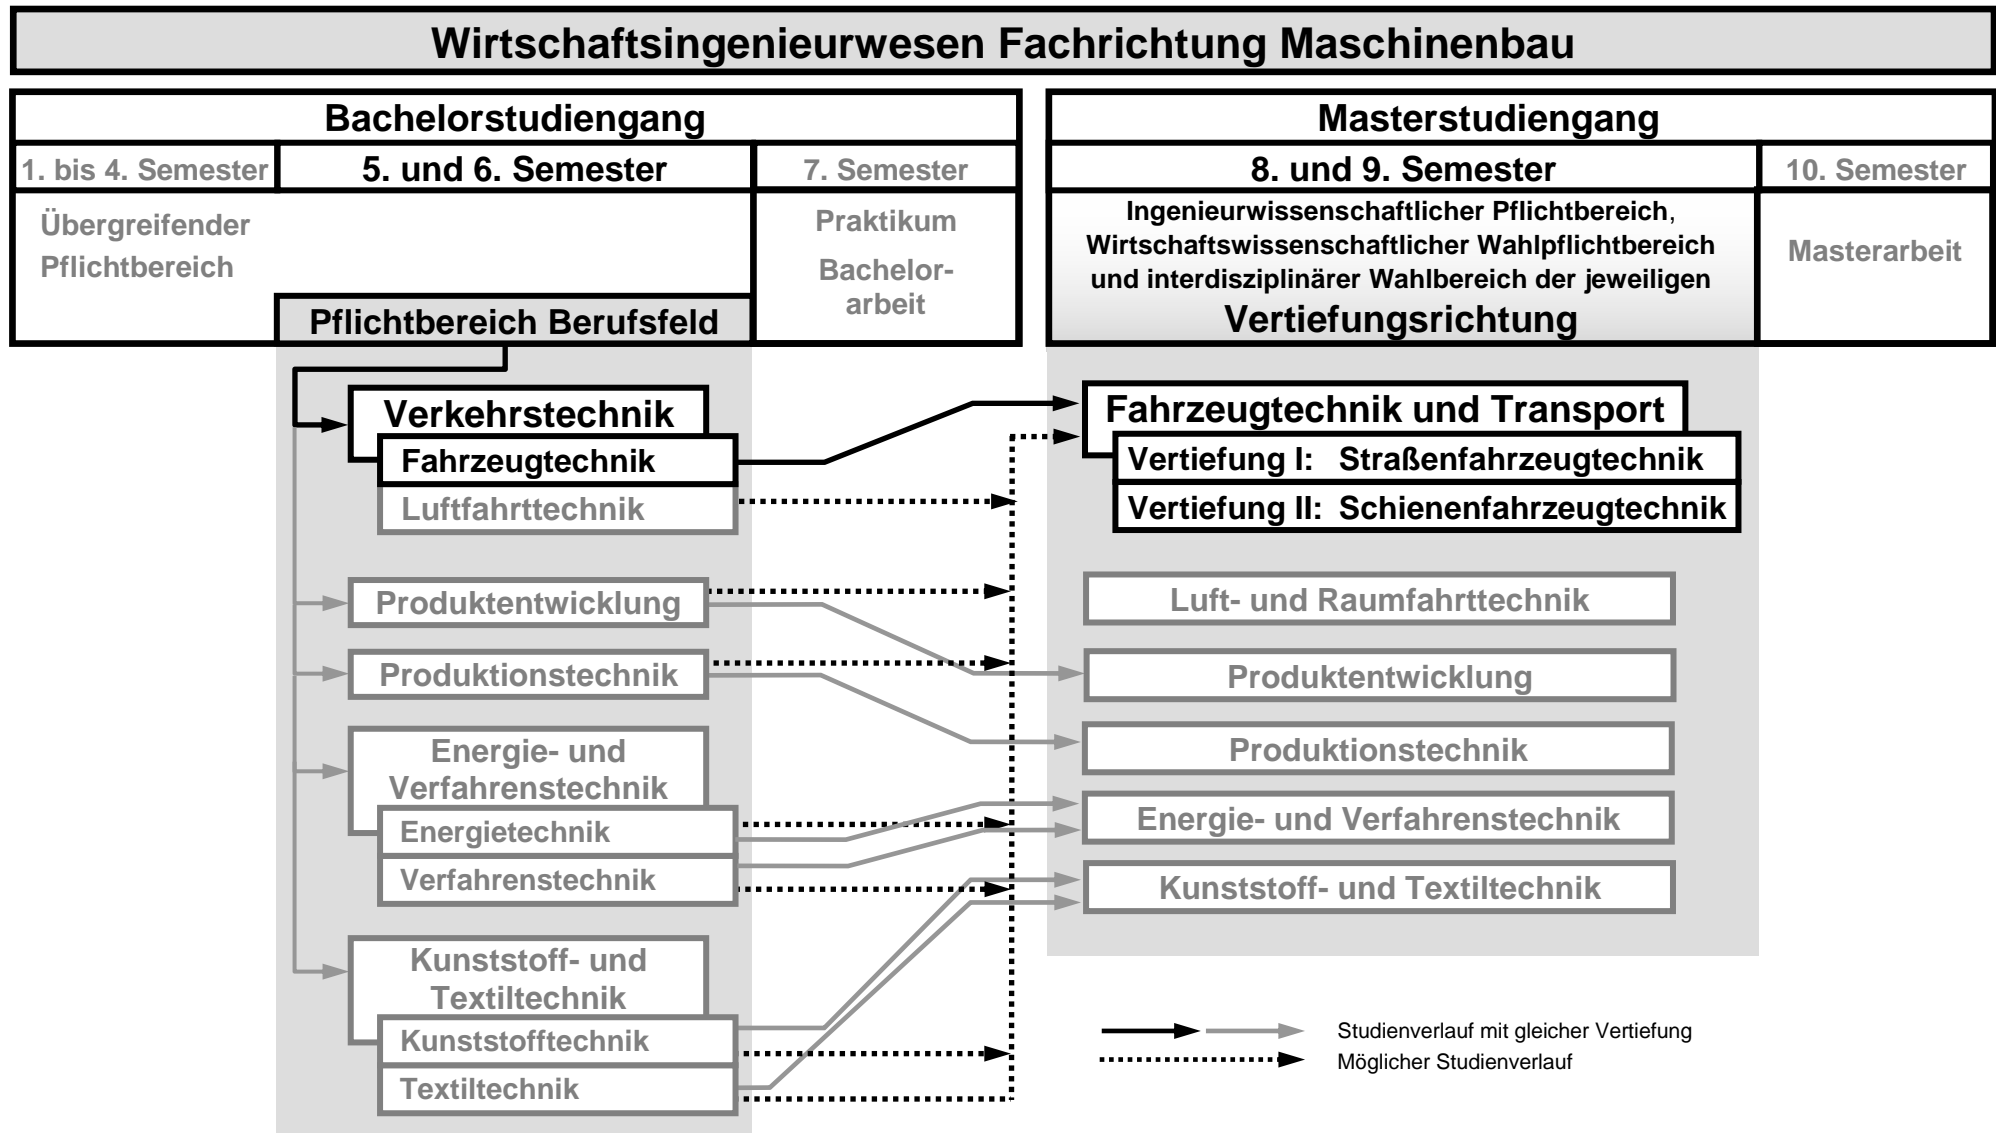 Wirtschaftsingenieurwesen Fachrichtung Maschinenbau
Bachelorstudiengang
1. bis 4. Semester
5. und 6. Semester
7. Semester
Übergreifender
Pflichtbereich
Praktikum
Bachelor-
arbeit
Pflichtbereich Berufsfeld
Masterstudiengang
8. und 9. Semester
10. Semester
Ingenieurwissenschaftlicher Pflichtbereich,
Wirtschaftswissenschaftlicher Wahlpflichtbereich
und interdisziplinärer Wahlbereich der jeweiligen
Vertiefungsrichtung
Masterarbeit
Verkehrstechnik
Fahrzeugtechnik
Luftfahrttechnik
Produktentwicklung
Produktionstechnik
Energie- und
Verfahrenstechnik
Energietechnik
Verfahrenstechnik
Kunststoff- und
Textiltechnik
Kunststofftechnik
Textiltechnik
Fahrzeugtechnik und Transport
Vertiefung I: Straßenfahrzeugtechnik
Vertiefung II: Schienenfahrzeugtechnik
Luft- und Raumfahrttechnik
Produktentwicklung
Produktionstechnik
Energie- und Verfahrenstechnik
Kunststoff- und Textiltechnik
Studienverlauf mit gleicher Vertiefung
Möglicher Studienverlauf